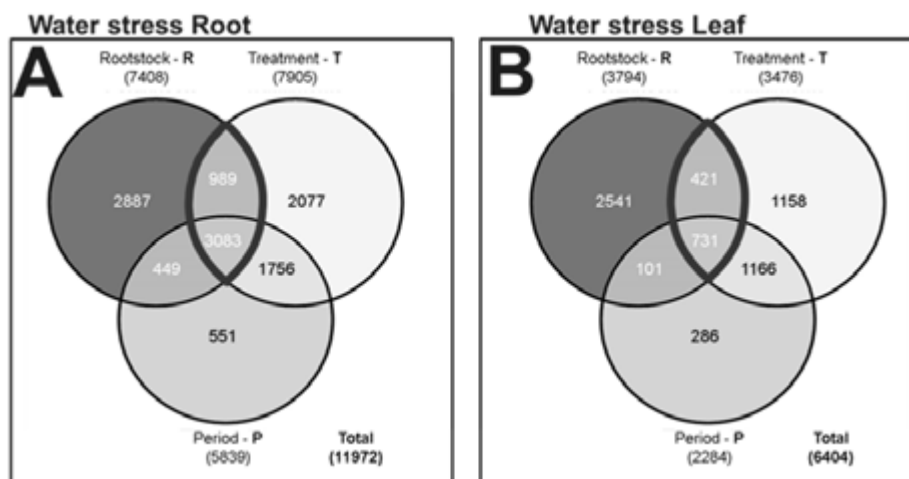 Water stress Root
A
Rootstock - R
(7408)
Treatment - T
(7905)
989
2887
2077
3083
449
1756
551
Period - P
(5839)
Total
(11972)
Water stress Leaf
B
Rootstock - R
(3794)
Treatment - T
(3476)
421
2541
1158
731
101
1166
286
Period - P
(2284)
Total
(6404)